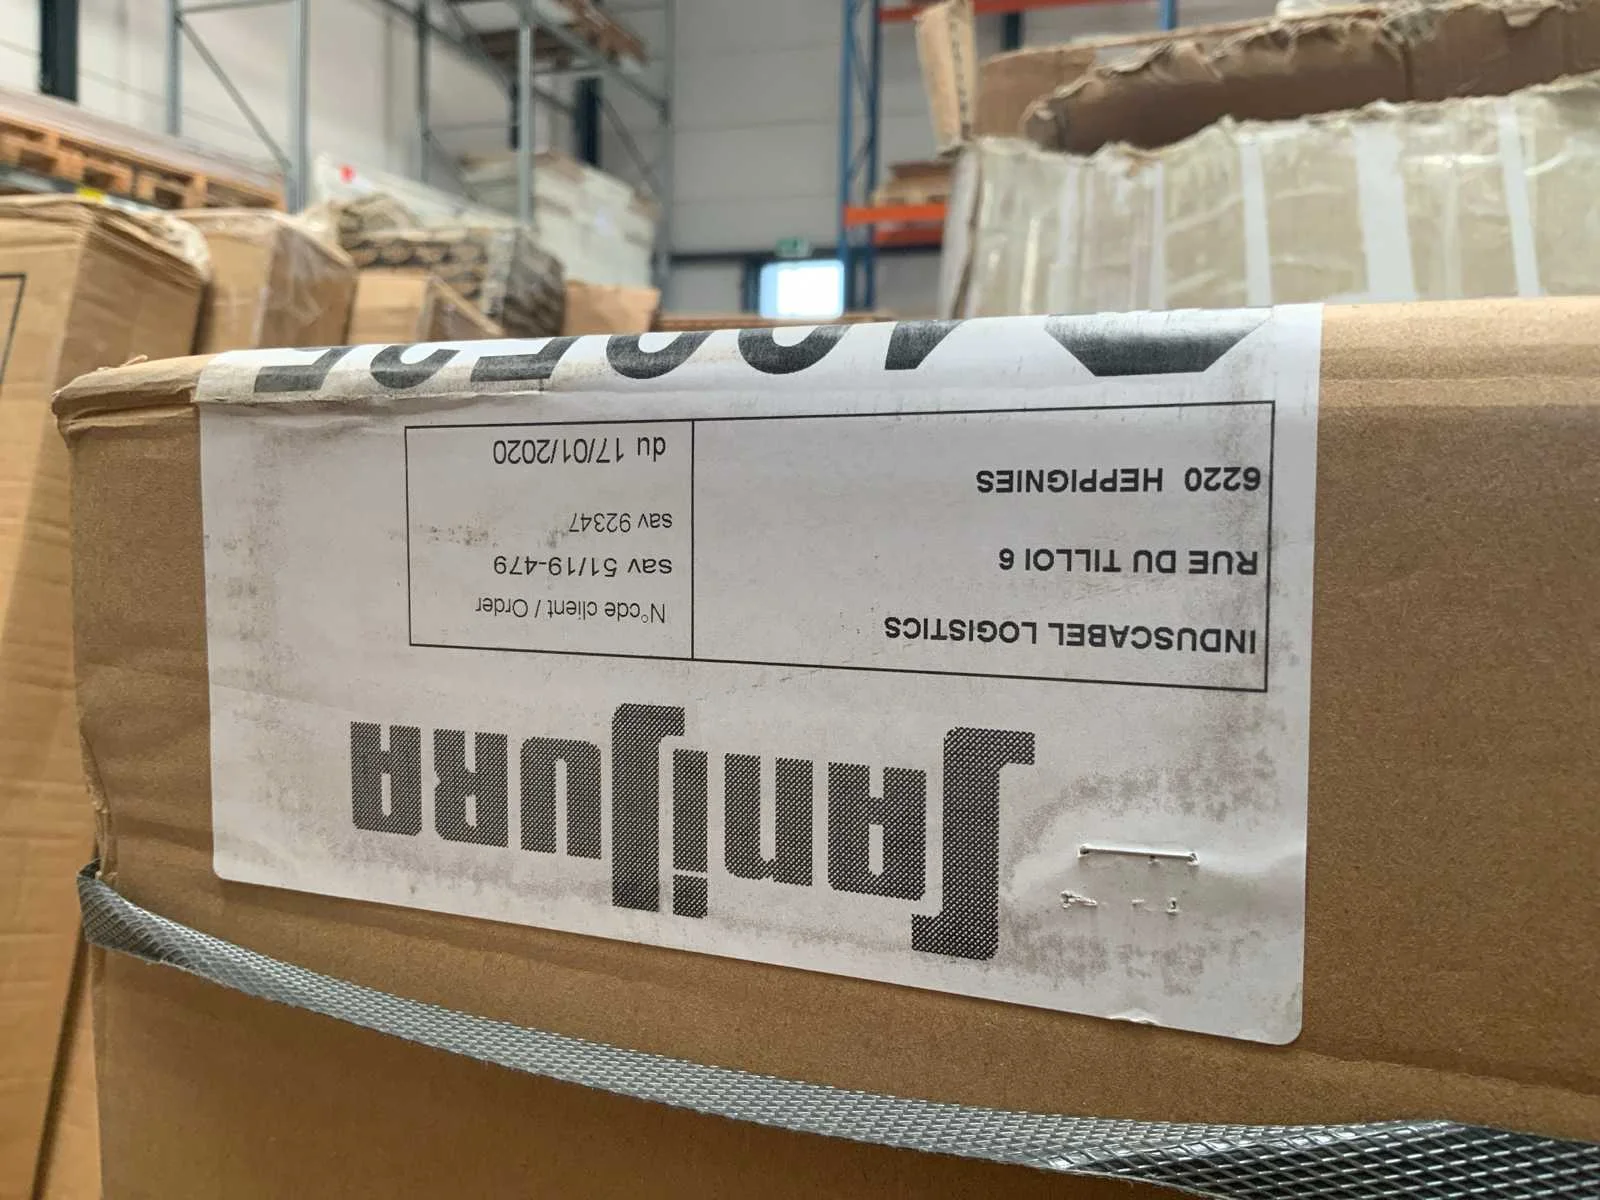 SANIJURA
INDUSCABEL LOGISTICS
RUE DU TILLOI 6
6220 HEPPIGNIES
N°cde client / Order
sav 51/19-479
sav 92347
du 17/01/2020